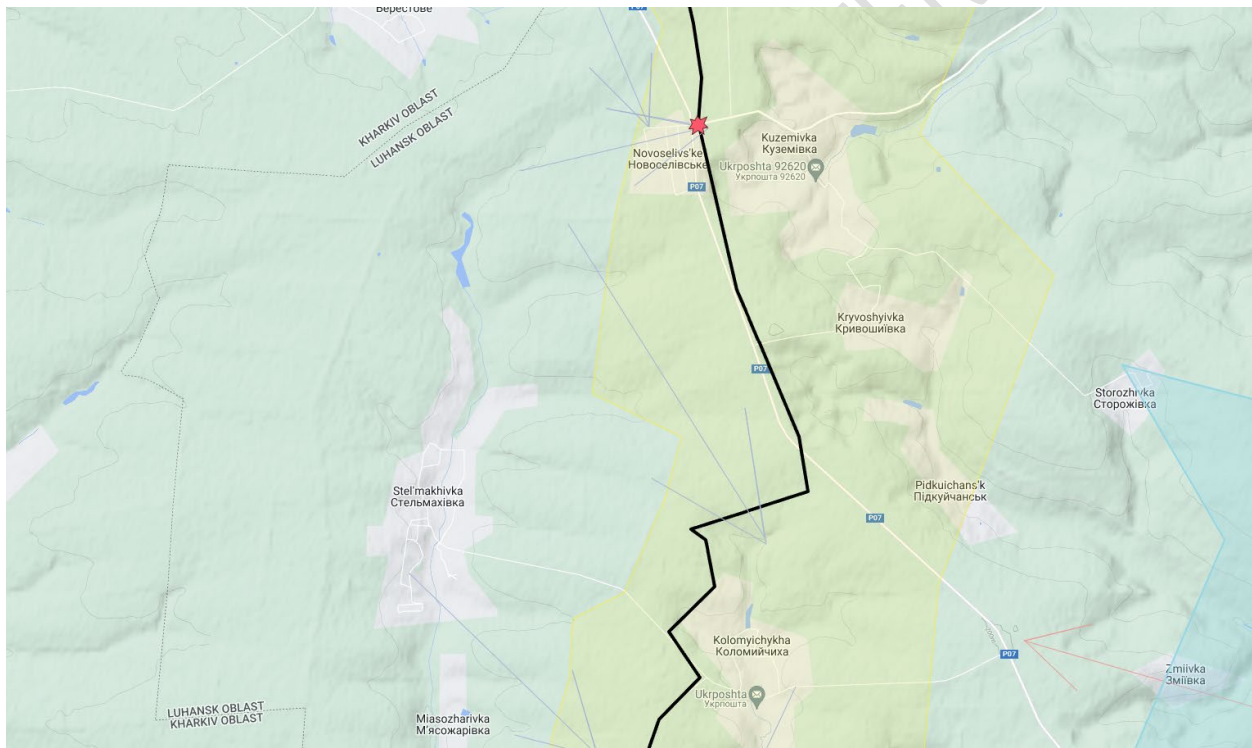 Берестове
P07
KHARKIV OBLAST
LUHANSK OBLAST
Novoselivs'ke
Новоселівське
Kuzemivka
Куземівка
Ukrposhta 92620
Укрпошта 92620
P07
Kryvoshyivka
Кривошиївка
P07
Storozhivka
Сторожівка
Stel'makhivka
Стельмахівка
Pidkuichans'k
Підкуйчанськ
P07
Kolomyichykha
Коломийчиха
P07
Zmiivka
Зміївка
Ukrposhta
Укрпошта
LUHANSK OBLAST
KHARKIV OBLAST
Miasozharivka
М'ясожарівка